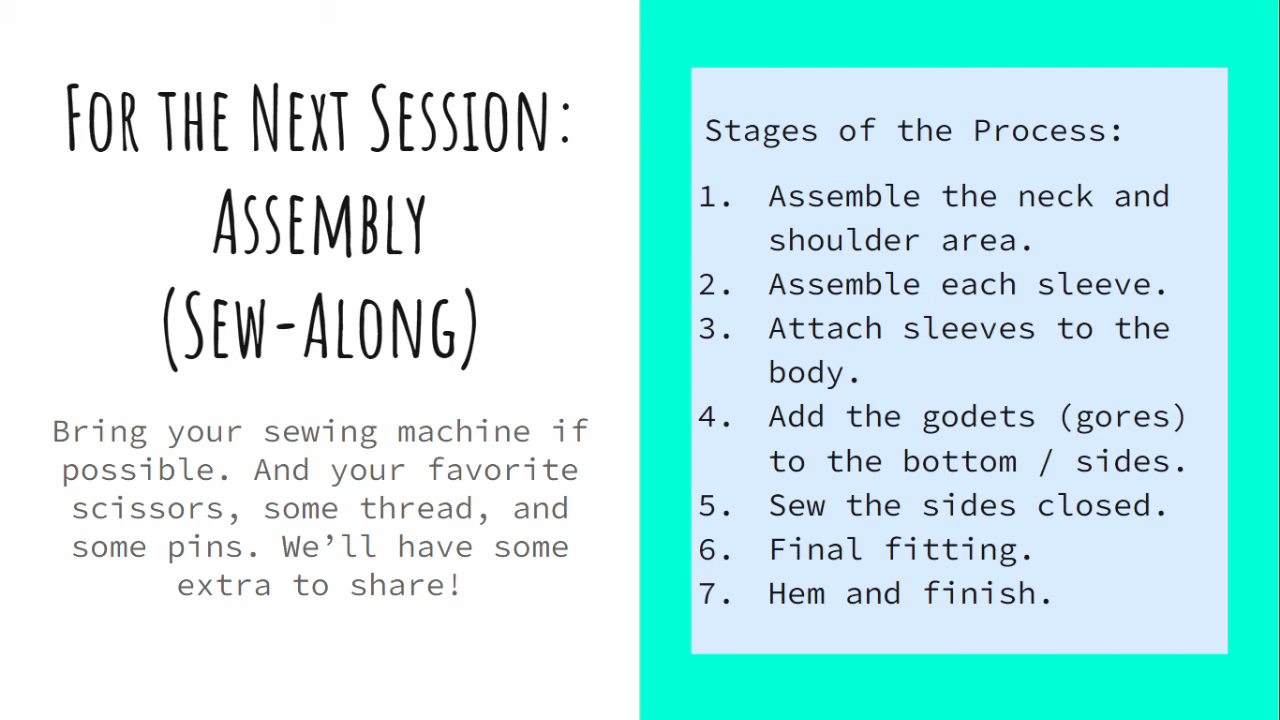 For the Next Session:
Assembly
(Sew-Along)
Bring your sewing machine if
possible. And your favorite
scissors, some thread, and
some pins. We’ll have some
extra to share!
Stages of the Process:
1. Assemble the neck and
shoulder area.
2. Assemble each sleeve.
3. Attach sleeves to the
body.
4. Add the godets (gores)
to the bottom / sides.
5. Sew the sides closed.
6. Final fitting.
7. Hem and finish.